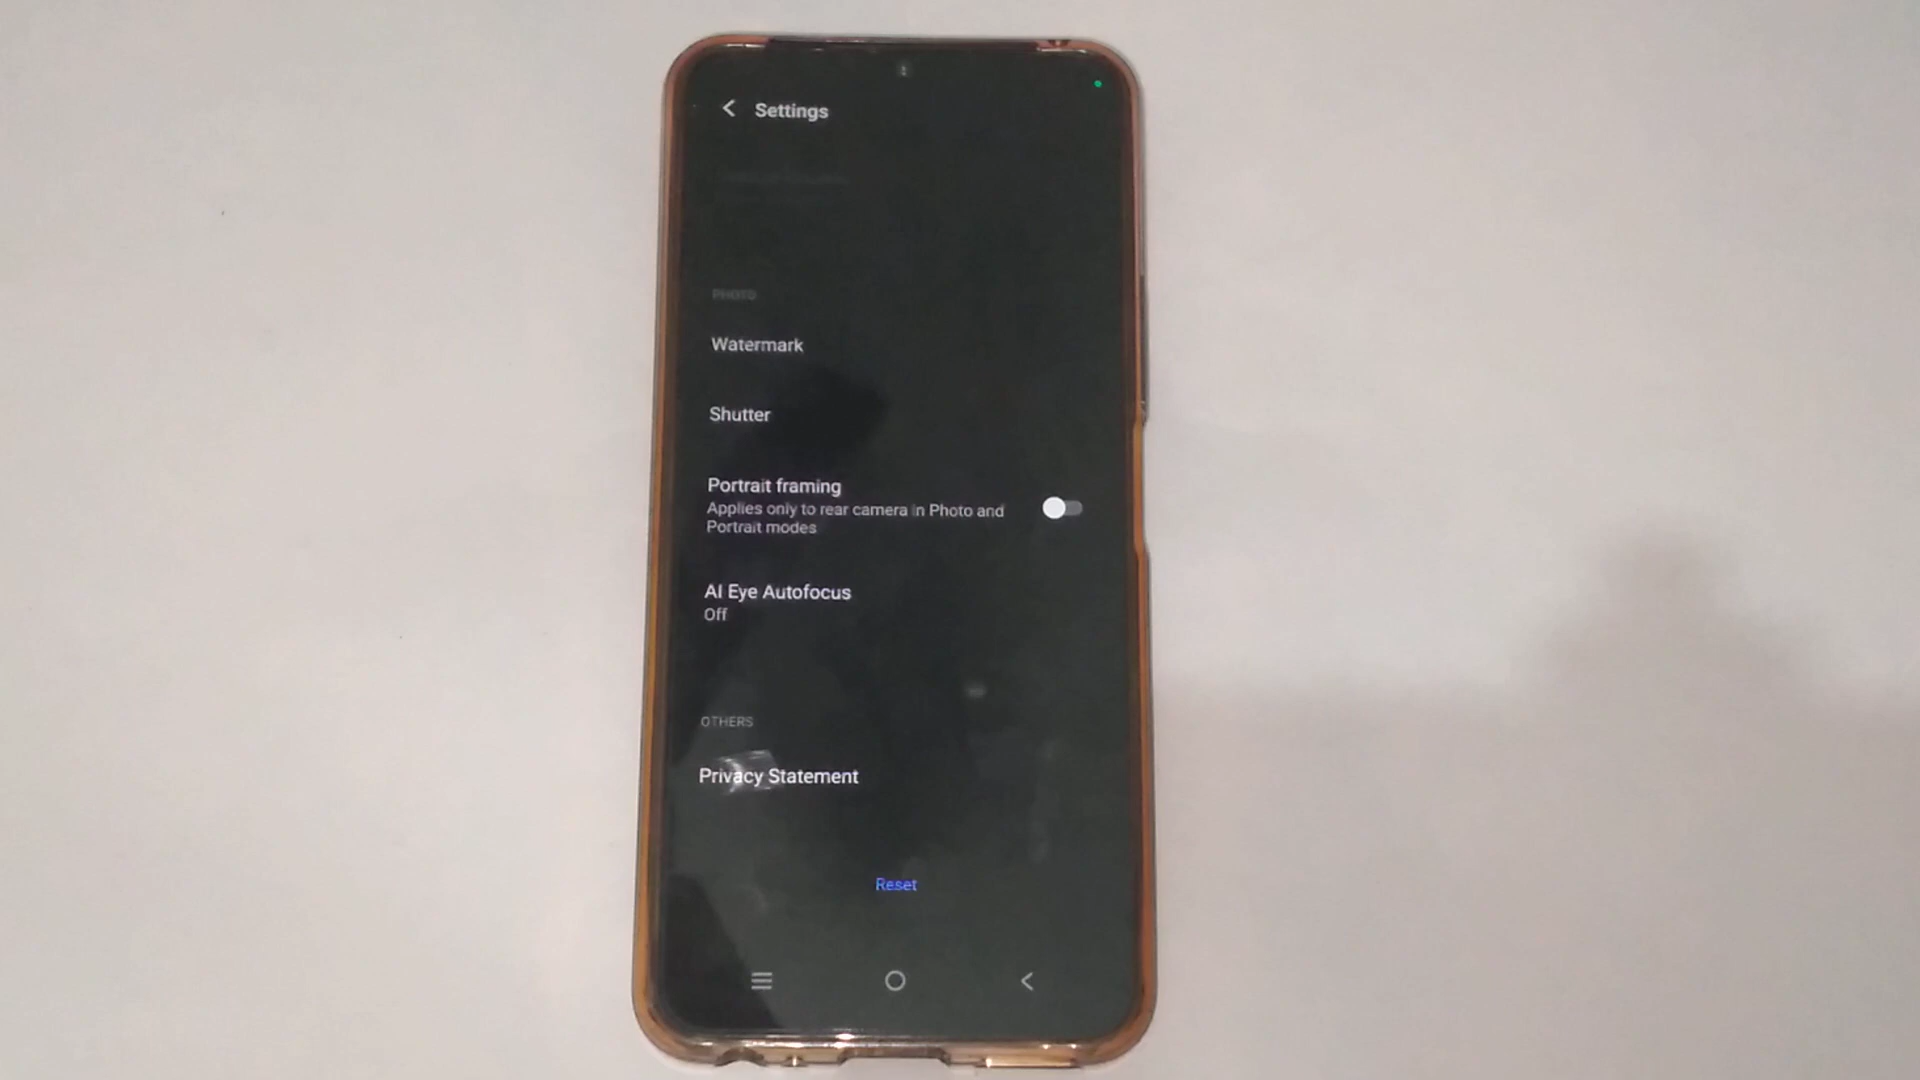 Settings
PHOTO
Watermark
Shutter
Portrait framing
Applies only to rear camera in Photo and
Portrait modes
AI Eye Autofocus
Off
OTHERS
Privacy Statement
Reset